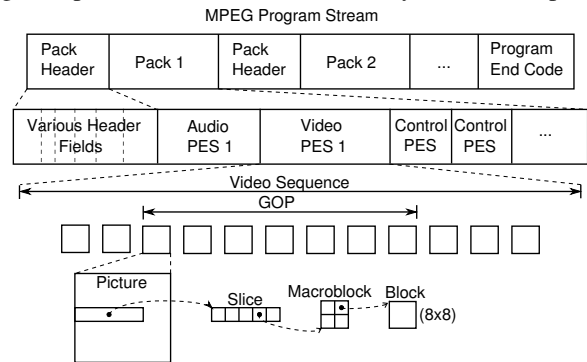 MPEG Program Stream
Pack
Header
Pack 1
Pack
Header
Pack 2
...
Program
End Code
Various Header
Fields
Audio
PES 1
Video
PES 1
Control
PES
Control
PES
...
Video Sequence
GOP
Picture
Slice
Macroblock
Block
(8x8)